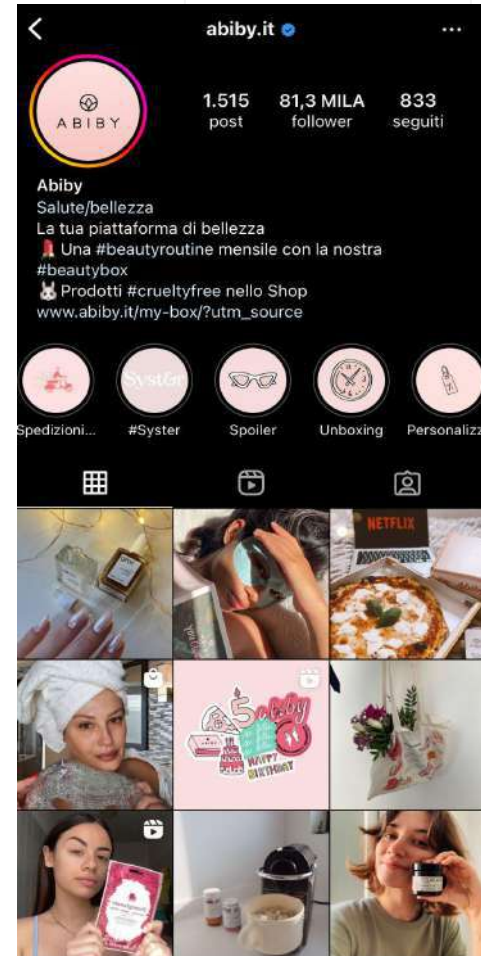 abiby.it
ABIBY
1.515 81,3 MILA 833
post follower seguiti
Abiby
Salute/bellezza
La tua piattaforma di bellezza
💄 Una #beautyroutine mensile con la nostra
#beautybox
🐰 Prodotti #crueltyfree nello Shop
www.abiby.it/my-box/?utm_source
Syster
Spedizioni... #Syster Spoiler Unboxing Personalizz
NETFLIX
5 abiby
ABIBY
HAPPY
BIRTHDAY